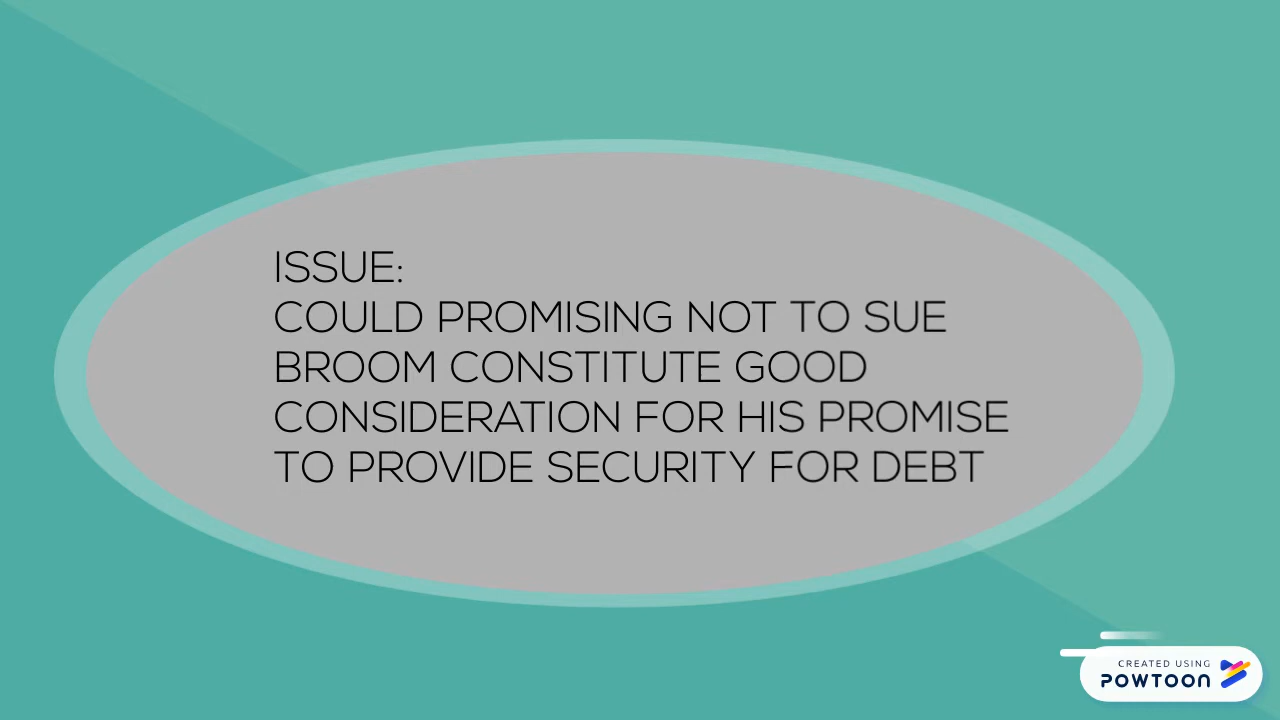 ISSUE:
COULD PROMISING NOT TO SUE
BROOM CONSTITUTE GOOD
CONSIDERATION FOR HIS PROMISE
TO PROVIDE SECURITY FOR DEBT
CREATED USING
POWTOON